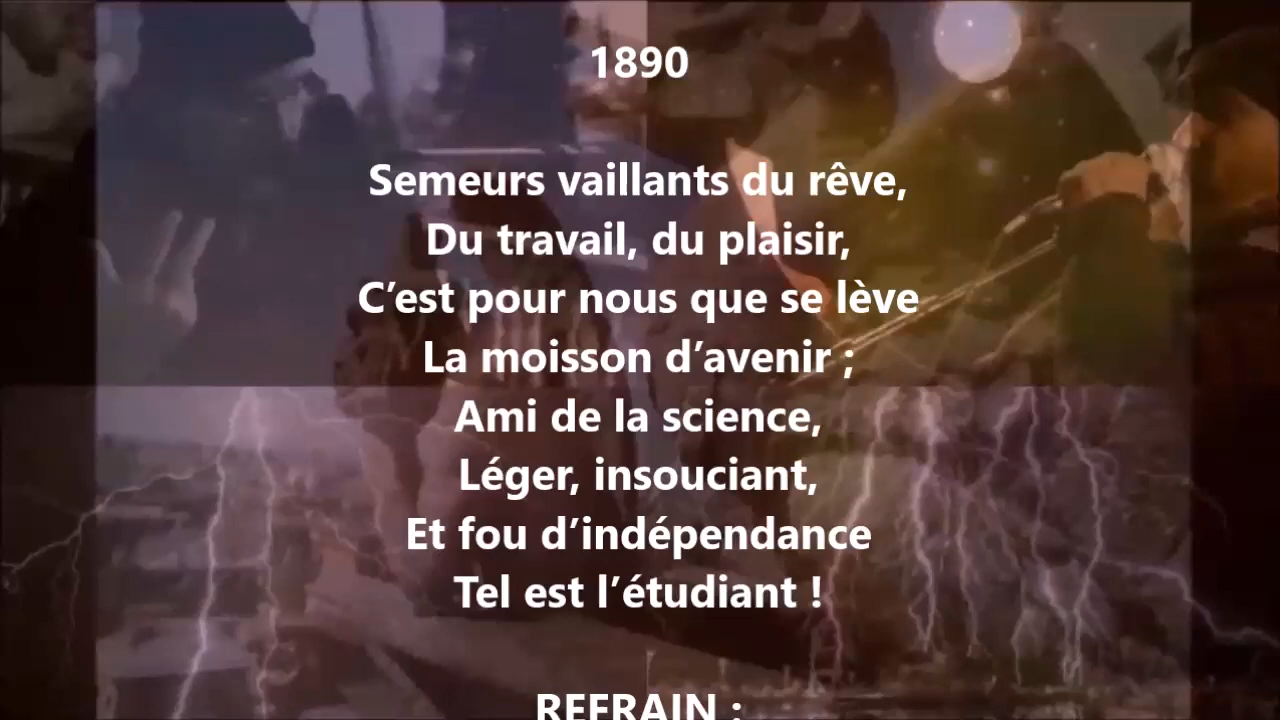 1890
Semeurs vaillants du rêve,
Du travail, du plaisir,
C’est pour nous que se lève
La moisson d’avenir ;
Ami de la science,
Léger, insouciant,
Et fou d’indépendance
Tel est l’étudiant !
REFRAIN :